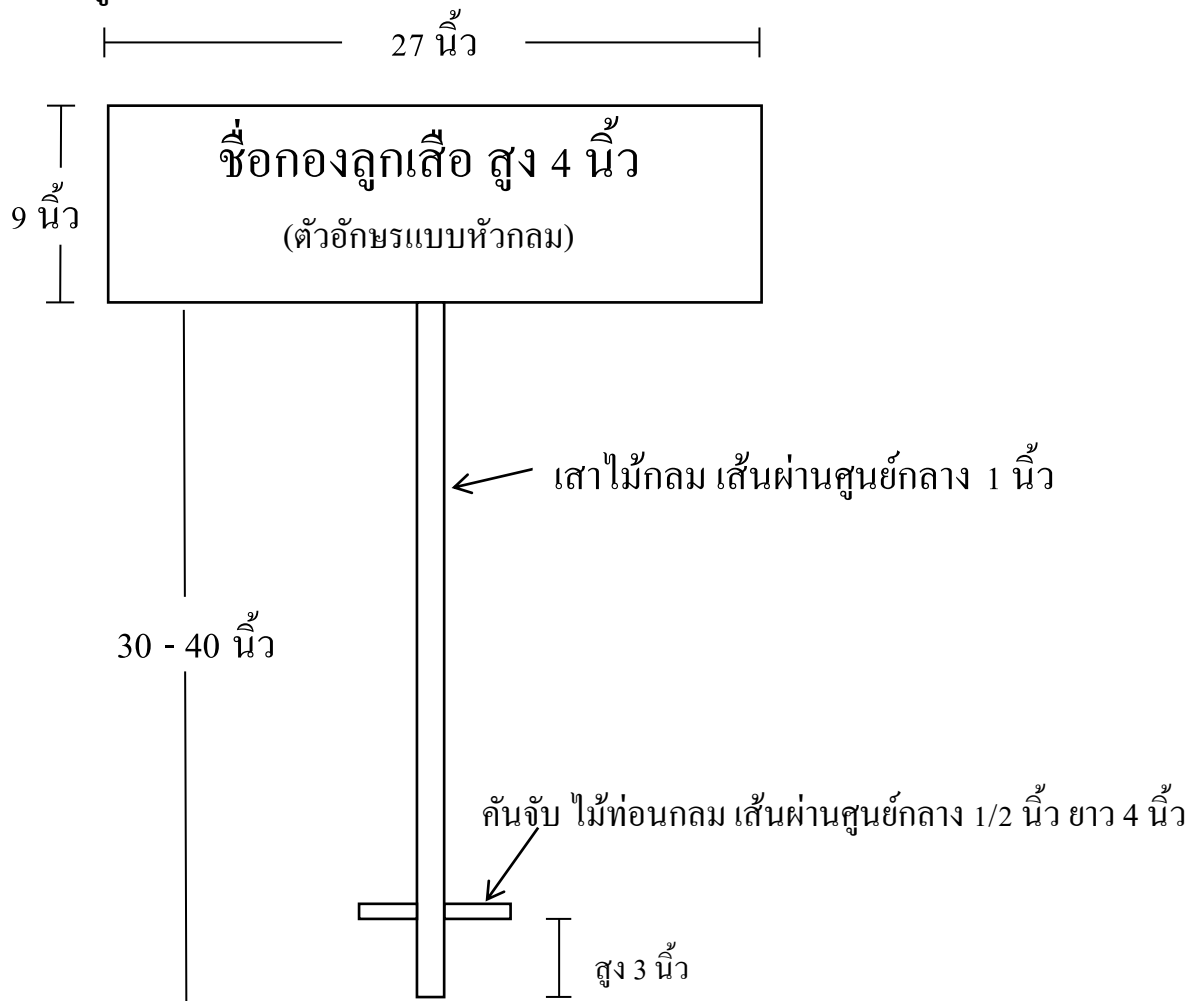 27 นิ้ว
ชื่อกองลูกเสือ สูง 4 นิ้ว
9 นิ้ว
(ตัวอักษรแบบหัวกลม)
เสาไม้กลม เส้นผ่านศูนย์กลาง 1 นิ้ว
30 - 40 นิ้ว
คันจับ ไม้ท่อนกลม เส้นผ่านศูนย์กลาง 1/2 นิ้ว ยาว 4 นิ้ว
สูง 3 นิ้ว